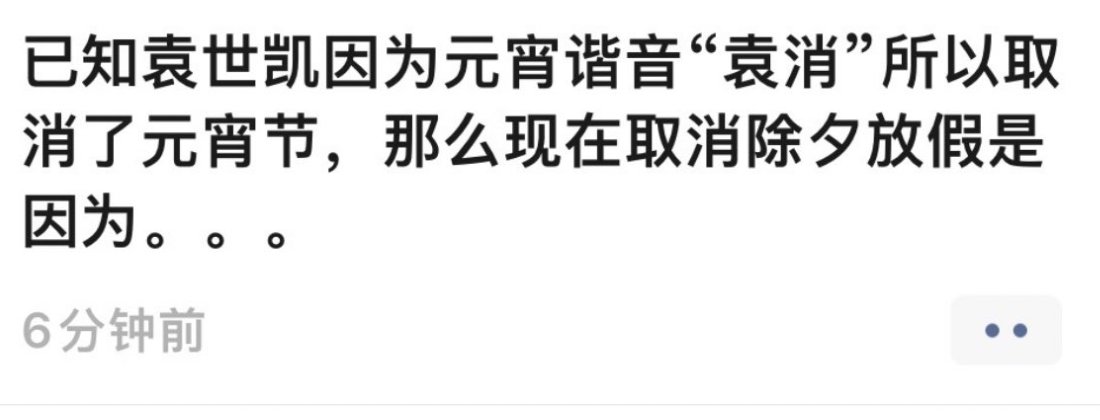 已知袁世凯因为元宵谐音“袁消”所以取
消了元宵节，那么现在取消除夕放假是
因为。。。
6分钟前